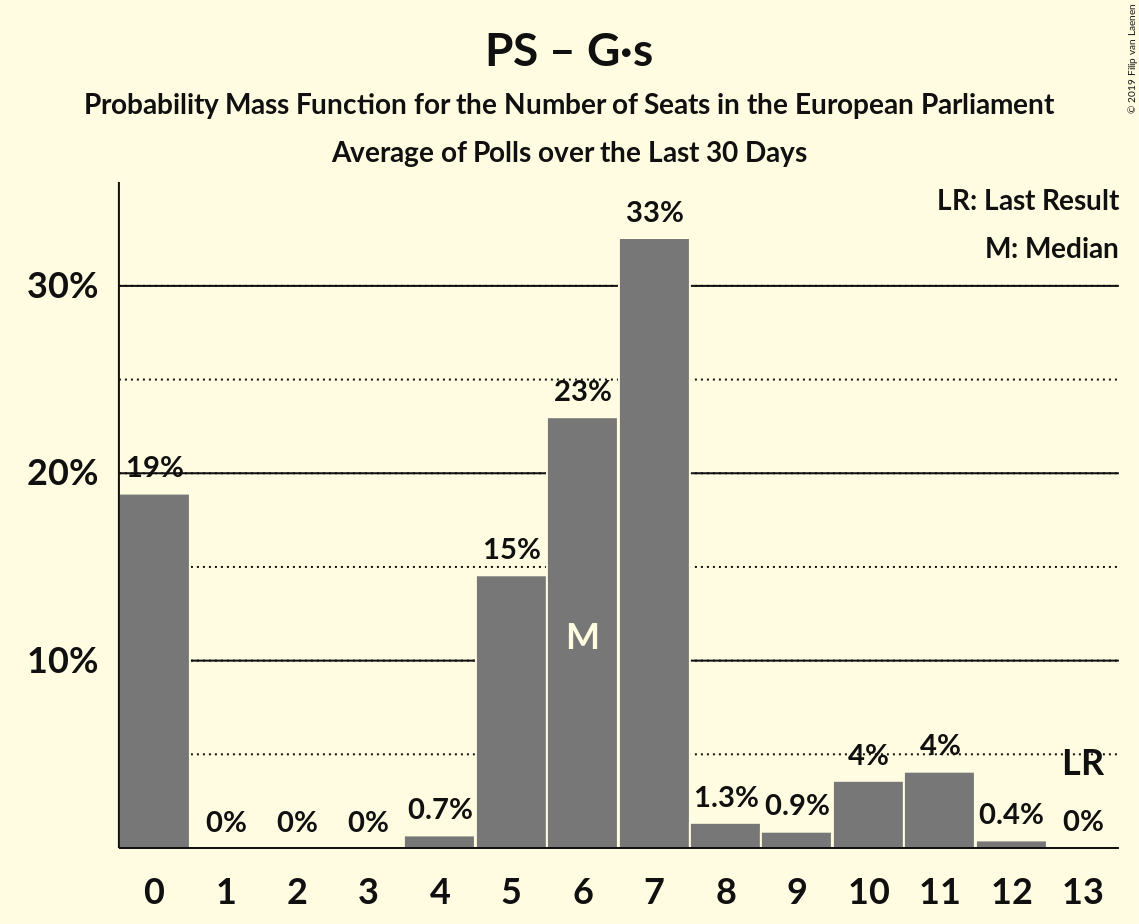 PS – G·s
Probability Mass Function for the Number of Seats in the European Parliament
Average of Polls over the Last 30 Days
© 2019 Filip van Laenen
LR: Last Result
M: Median
30%
20%
10%
19%
0%
0%
0%
0.7%
15%
23%
33%
1.3%
0.9%
4%
4%
0.4%
0%
M
LR
0 1 2 3 4 5 6 7 8 9 10 11 12 13